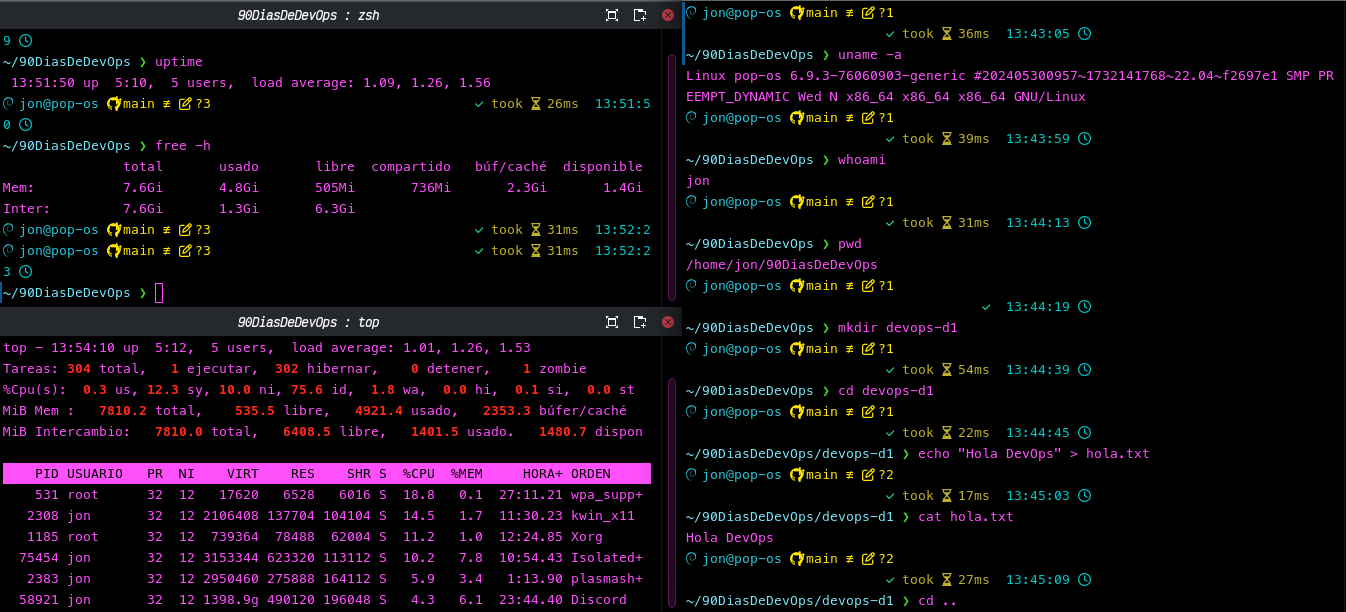 90DiasDeDevOps : zsh
9
~/90DiasDeDevOps ❯ uptime
13:51:50 up  5:10,  5 users,  load average: 1.09, 1.26, 1.56
jon@pop-os main ≢ ?3 ✓ took 26ms 13:51:5
0
~/90DiasDeDevOps ❯ free -h
total usado libre compartido búf/caché disponible
Mem: 7.6Gi 4.8Gi 505Mi 736Mi 2.3Gi 1.4Gi
Inter: 7.6Gi 1.3Gi 6.3Gi
jon@pop-os main ≢ ?3 ✓ took 31ms 13:52:2
jon@pop-os main ≢ ?3 ✓ took 31ms 13:52:2
3
~/90DiasDeDevOps ❯
90DiasDeDevOps : top
top - 13:54:10 up  5:12,  5 users,  load average: 1.01, 1.26, 1.53
Tareas: 304 total,   1 ejecutar,  302 hibernar,    0 detener,    1 zombie
%Cpu(s):  0.3 us, 12.3 sy, 10.0 ni, 75.6 id,  1.8 wa,  0.0 hi,  0.1 si,  0.0 st
MiB Mem :   7810.2 total,    535.5 libre,   4921.4 usado,   2353.3 búfer/caché
MiB Intercambio:   7810.0 total,   6408.5 libre,   1401.5 usado.   1480.7 dispon
PID USUARIO PR NI VIRT RES SHR S %CPU %MEM HORA+ ORDEN
531 root 32 12 17620 6528 6016 S 18.8 0.1 27:11.21 wpa_supp+
2308 jon 32 12 2106408 137704 104104 S 14.5 1.7 11:30.23 kwin_x11
1185 root 32 12 739364 78488 62004 S 11.2 1.0 12:24.85 Xorg
75454 jon 32 12 3153344 623320 113112 S 10.2 7.8 10:54.43 Isolated+
2383 jon 32 12 2950460 275888 164112 S 5.9 3.4 1:13.90 plasmash+
58921 jon 32 12 1398.9g 490120 196048 S 4.3 6.1 23:44.40 Discord
jon@pop-os main ≢ ?1
✓ took 36ms 13:43:05
~/90DiasDeDevOps ❯ uname -a
Linux pop-os 6.9.3-76060903-generic #202405300957~1732141768~22.04~f2697e1 SMP PR
EEMPT_DYNAMIC Wed N x86_64 x86_64 x86_64 GNU/Linux
jon@pop-os main ≢ ?1
✓ took 39ms 13:43:59
~/90DiasDeDevOps ❯ whoami
jon
jon@pop-os main ≢ ?1
✓ took 31ms 13:44:13
~/90DiasDeDevOps ❯ pwd
/home/jon/90DiasDeDevOps
jon@pop-os main ≢ ?1
✓ 13:44:19
~/90DiasDeDevOps ❯ mkdir devops-d1
jon@pop-os main ≢ ?1
✓ took 54ms 13:44:39
~/90DiasDeDevOps ❯ cd devops-d1
jon@pop-os main ≢ ?1
✓ took 22ms 13:44:45
~/90DiasDeDevOps/devops-d1 ❯ echo "Hola DevOps" > hola.txt
jon@pop-os main ≢ ?2
✓ took 17ms 13:45:03
~/90DiasDeDevOps/devops-d1 ❯ cat hola.txt
Hola DevOps
jon@pop-os main ≢ ?2
✓ took 27ms 13:45:09
~/90DiasDeDevOps/devops-d1 ❯ cd ..